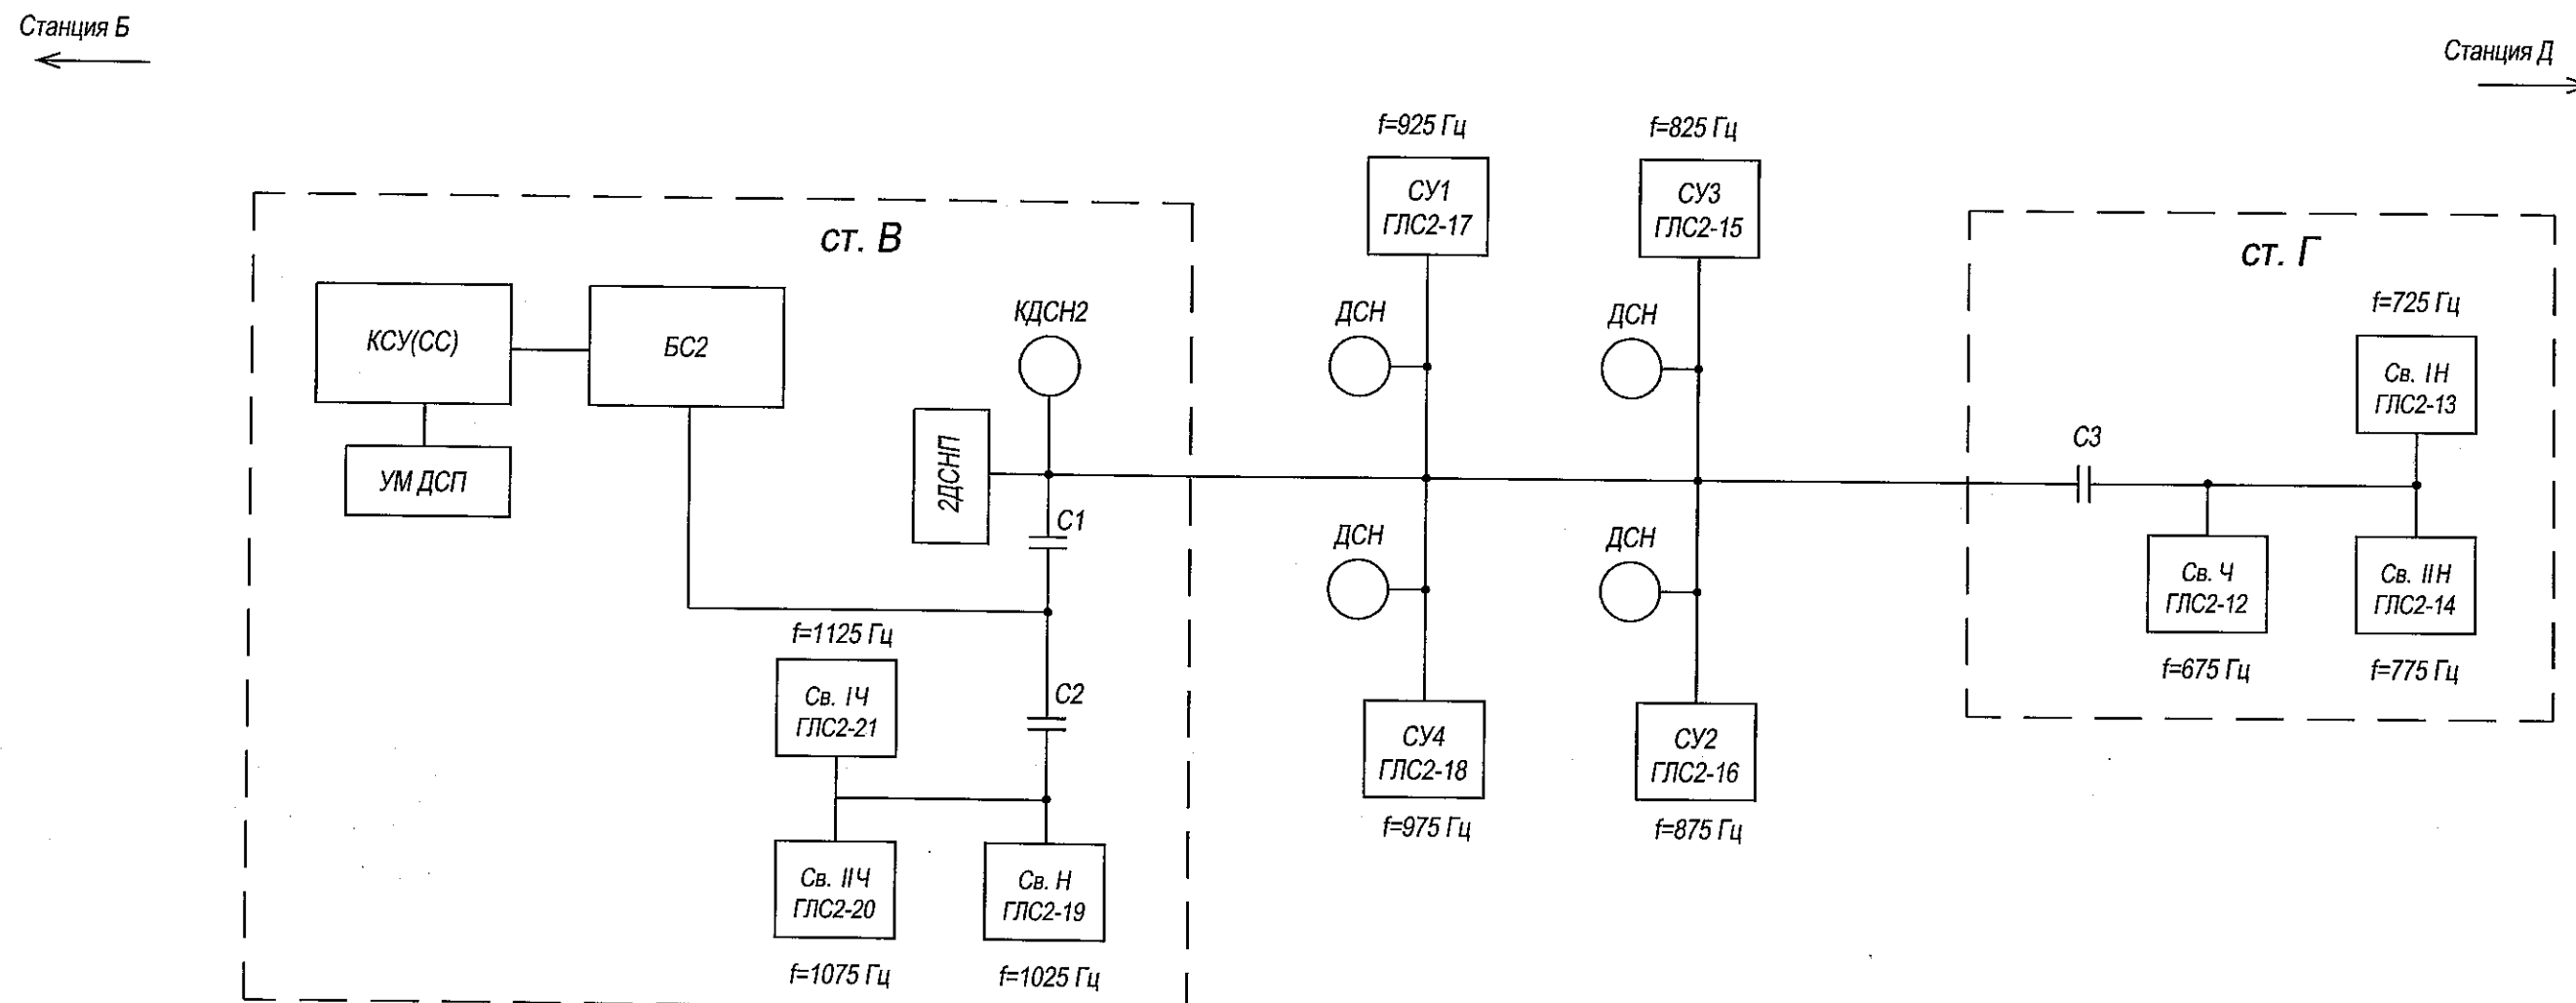 Станция Б
Станция Д
f=925 Гц
f=825 Гц
СУ1
ГЛС2-17
СУ3
ГЛС2-15
ст. В
ст. Г
КСУ(СС)
БС2
КДСН2
ДСН
ДСН
f=725 Гц
Св. IН
ГЛС2-13
УМ ДСП
2ДСНП
С1
С3
ДСН
ДСН
Св. Ч
ГЛС2-12
Св. IIН
ГЛС2-14
f=675 Гц
f=775 Гц
f=1125 Гц
Св. IЧ
ГЛС2-21
С2
СУ4
ГЛС2-18
СУ2
ГЛС2-16
f=975 Гц
f=875 Гц
Св. IIЧ
ГЛС2-20
Св. Н
ГЛС2-19
f=1075 Гц
f=1025 Гц